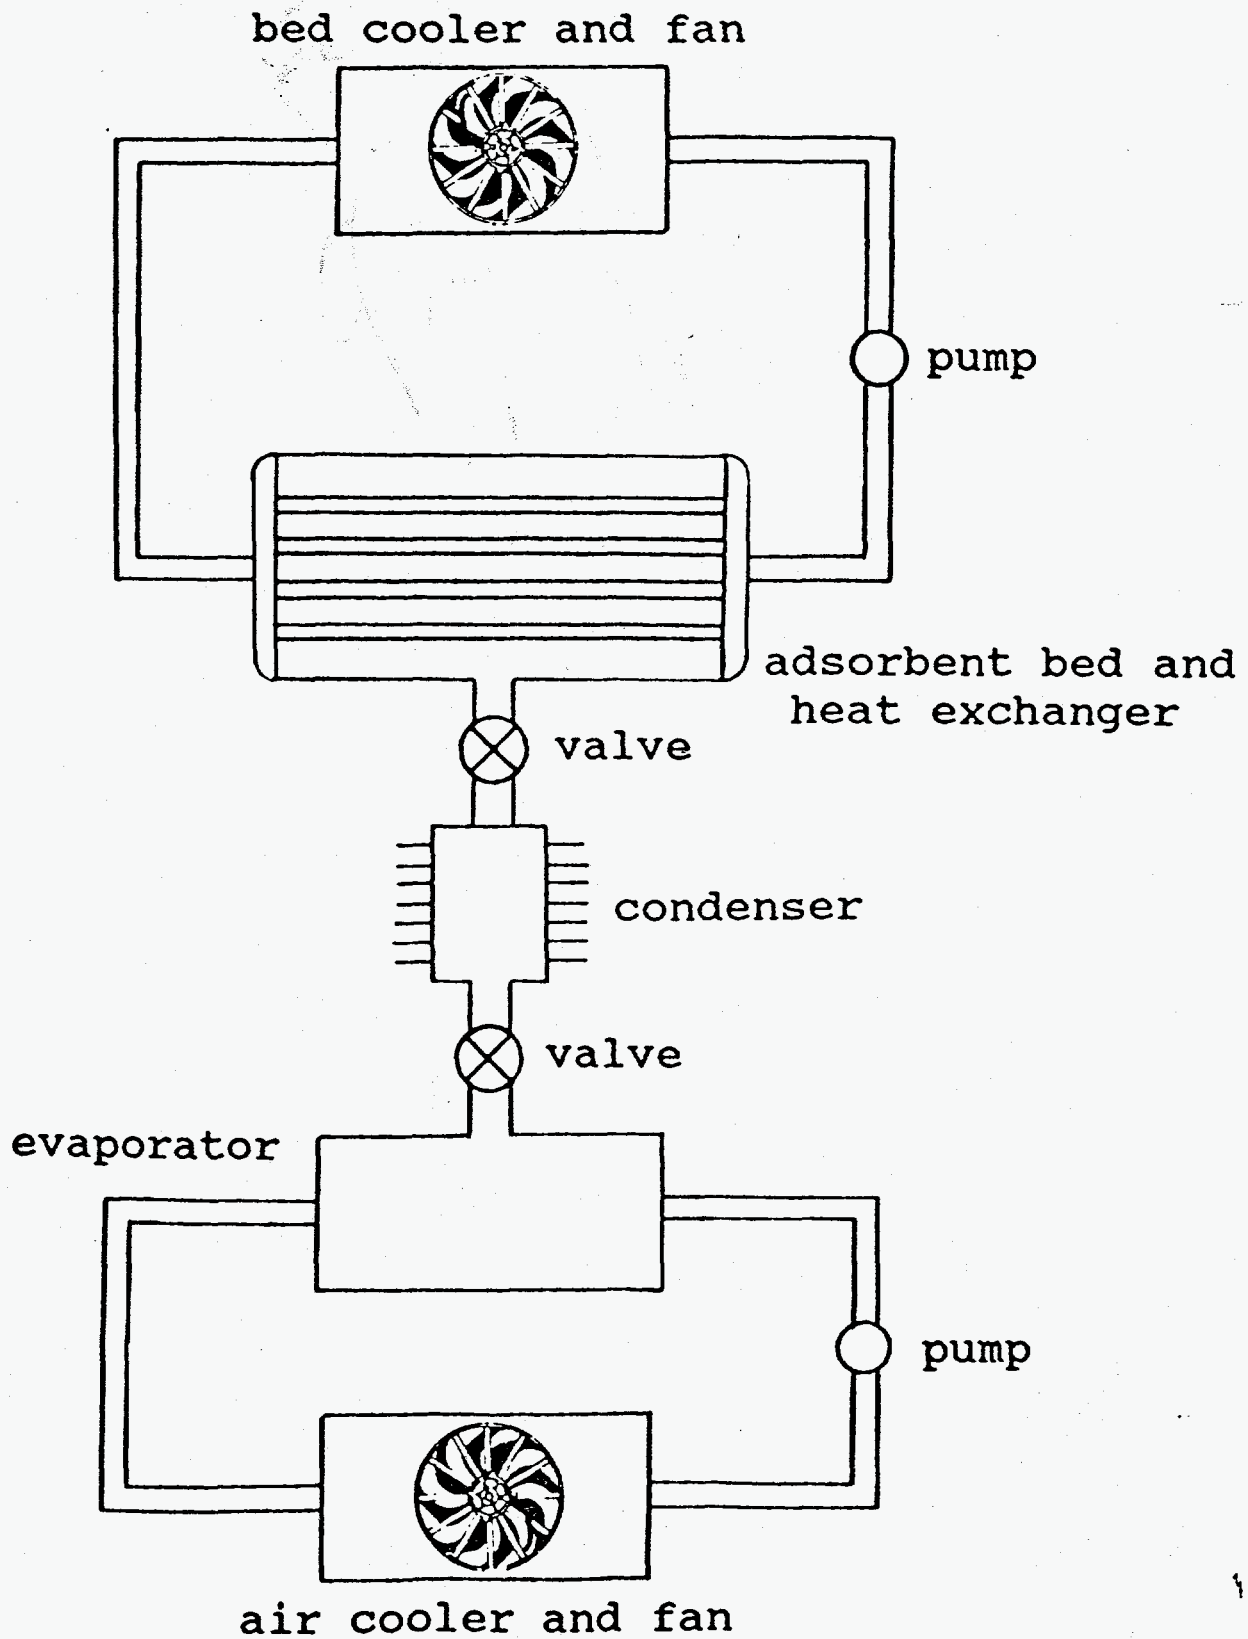 bed cooler and fan
pump
adsorbent bed and
heat exchanger
valve
condenser
valve
evaporator
pump
air cooler and fan